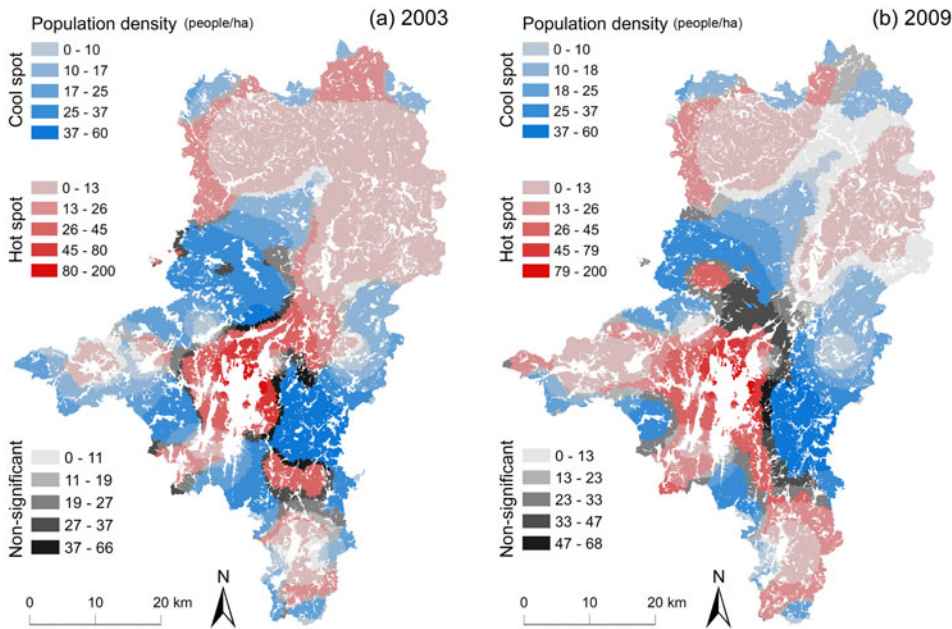 Population density (people/ha)
(a) 2003
Cool spot
0 - 10
10 - 17
17 - 25
25 - 37
37 - 60
Hot spot
0 - 13
13 - 26
26 - 45
45 - 80
80 - 200
Non-significant
0 - 11
11 - 19
19 - 27
27 - 37
37 - 66
N
0 10 20 km
Population density (people/ha)
(b) 2009
Cool spot
0 - 10
10 - 18
18 - 25
25 - 37
37 - 60
Hot spot
0 - 13
13 - 26
26 - 45
45 - 79
79 - 200
Non-significant
0 - 13
13 - 23
23 - 33
33 - 47
47 - 68
N
0 10 20 km